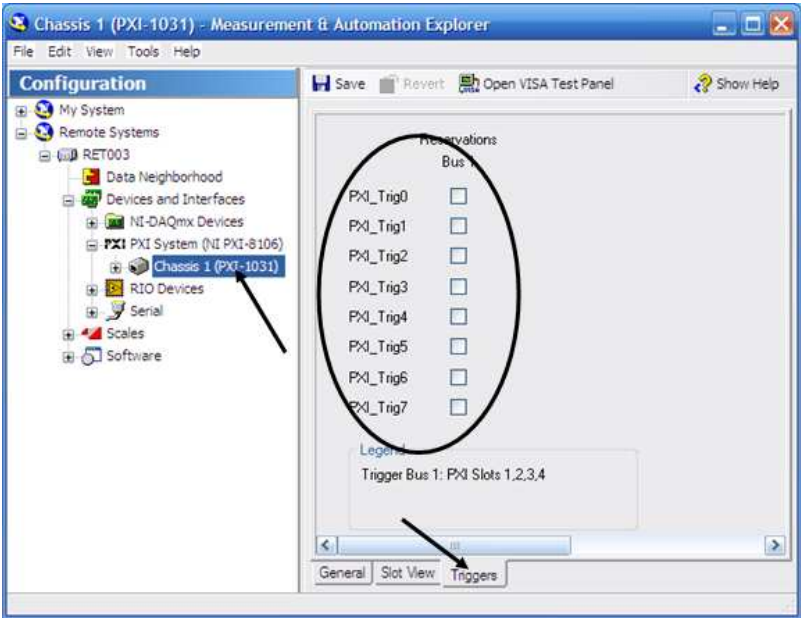 Chassis 1 (PXI-1031) - Measurement & Automation Explorer
File Edit View Tools Help
Configuration
Save Revert Open VISA Test Panel Show Help
My System
Remote Systems
RET003
Data Neighborhood
Devices and Interfaces
NI-DAQmx Devices
PXI PXI System (NI PXI-8106)
Chassis 1 (PXI-1031)
RIO Devices
Serial
Scales
Software
Reservations
Bus 1
PXI_Trig0
PXI_Trig1
PXI_Trig2
PXI_Trig3
PXI_Trig4
PXI_Trig5
PXI_Trig6
PXI_Trig7
Legend
Trigger Bus 1: PXI Slots 1,2,3,4
General Slot View Triggers